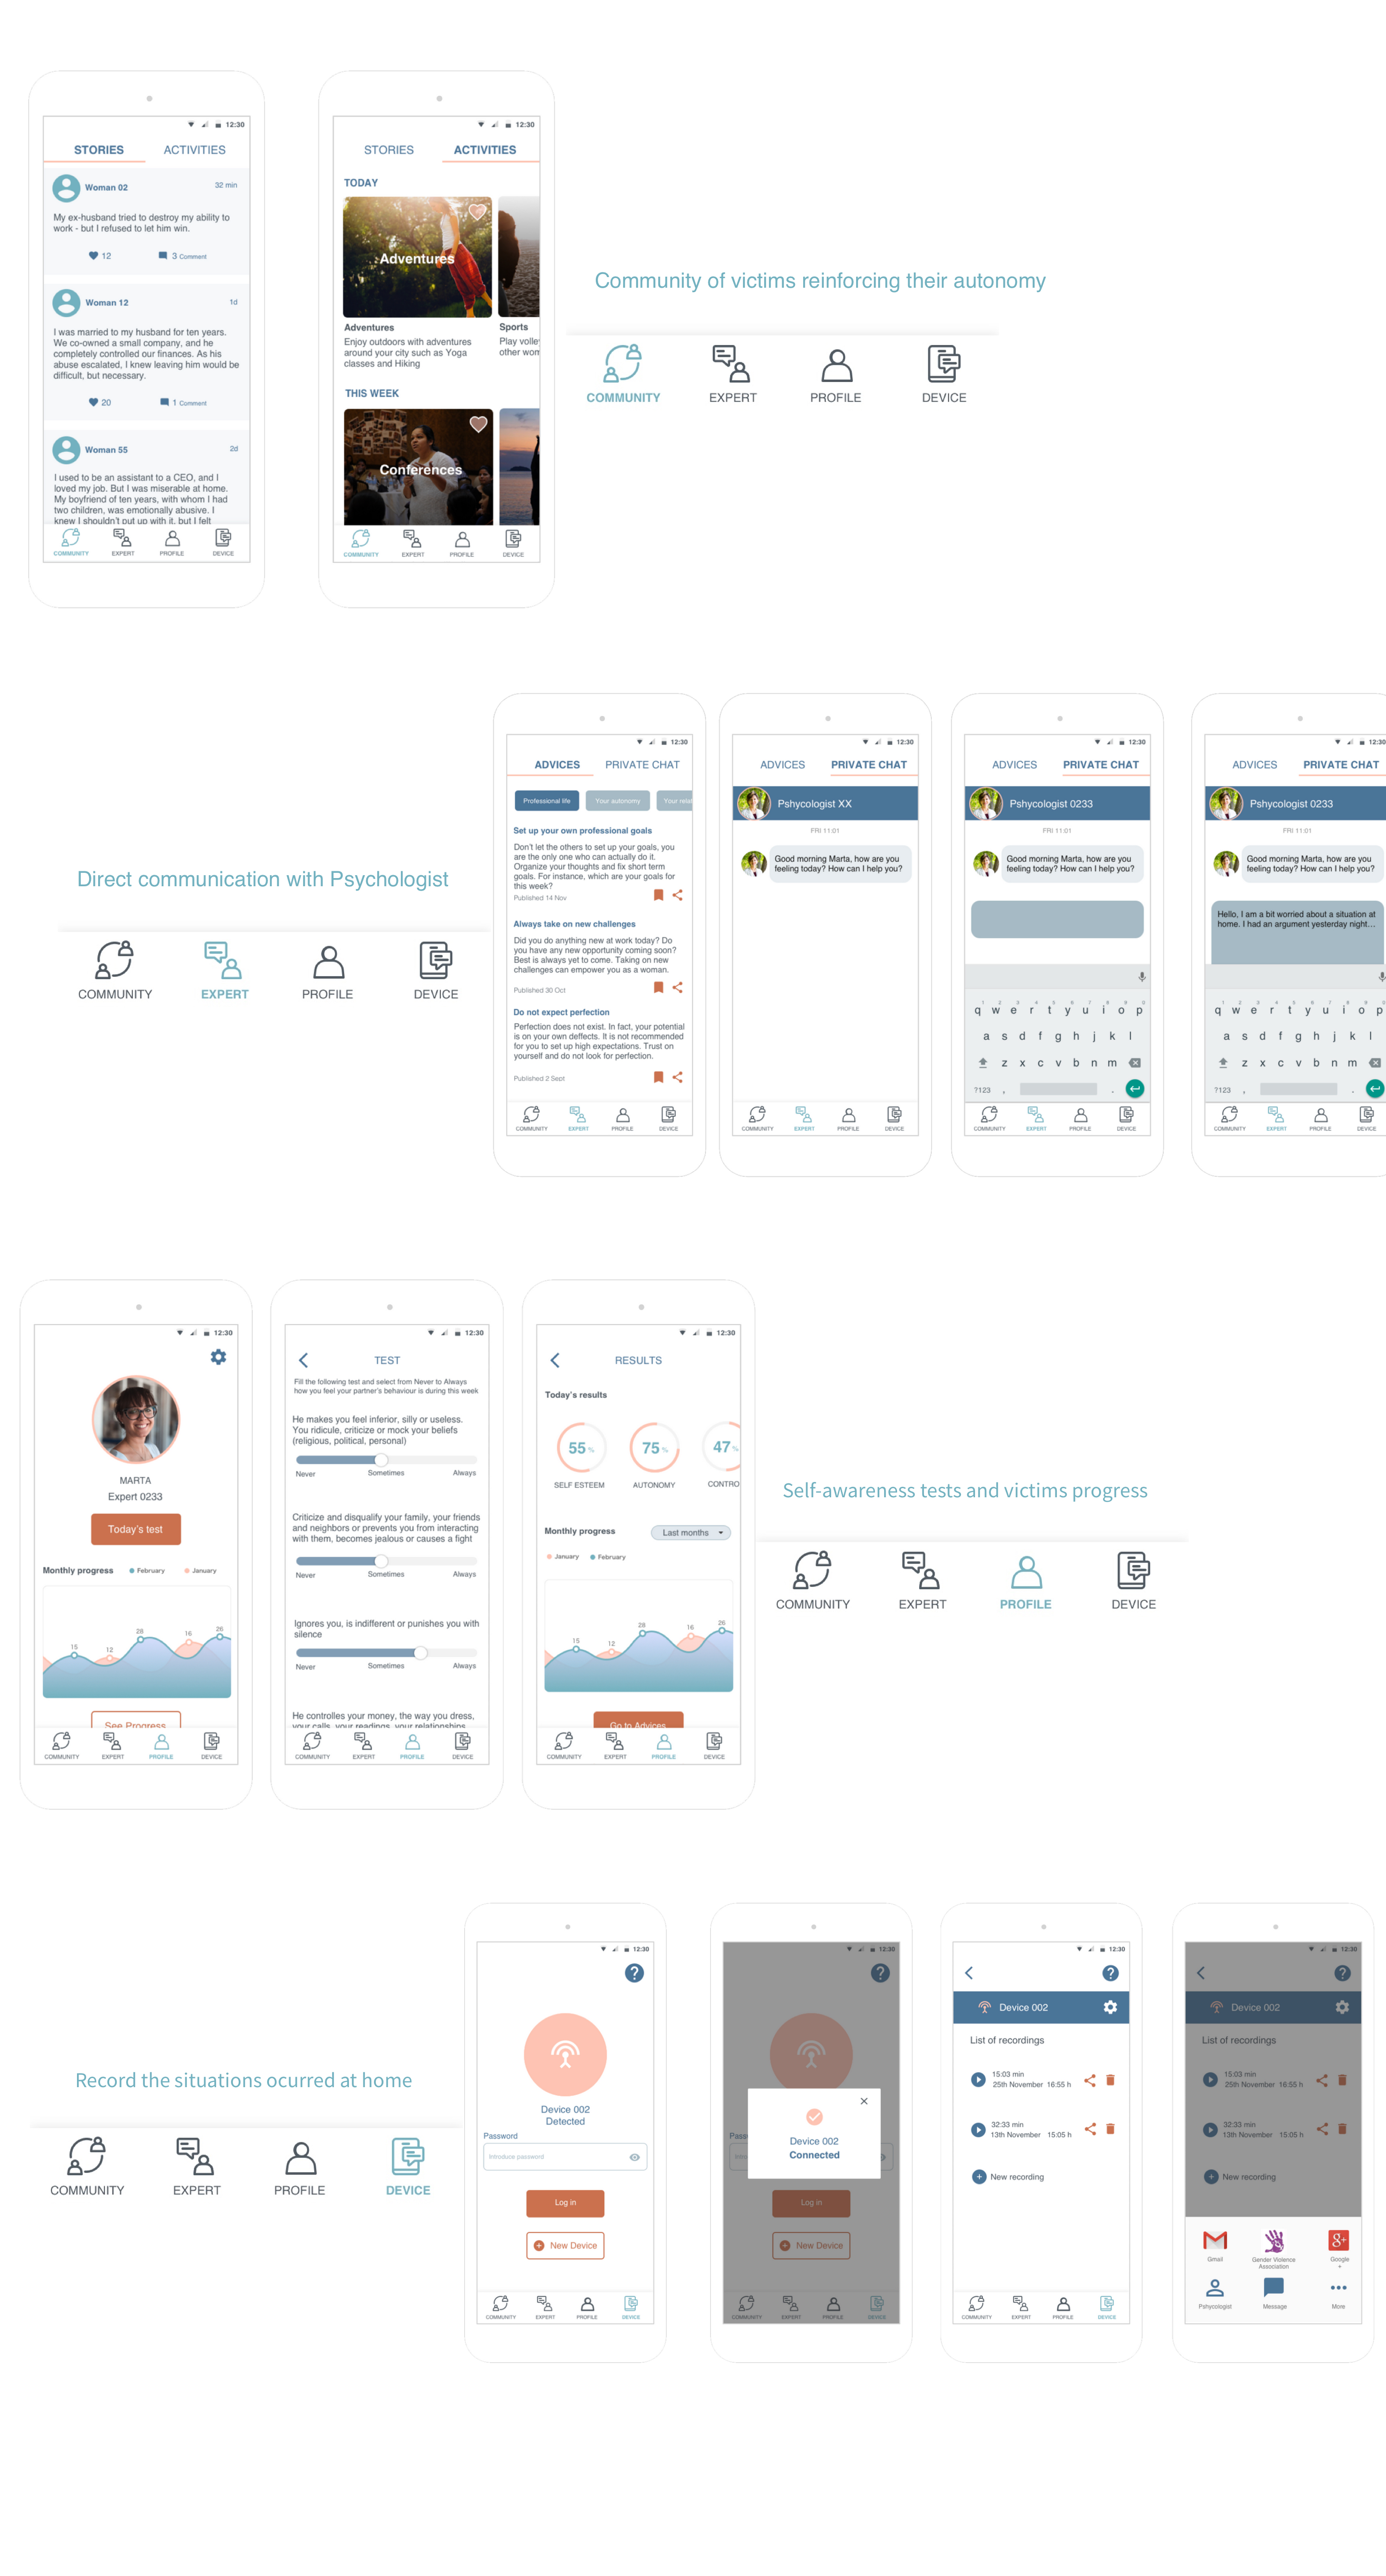 12:30
STORIES ACTIVITIES
Woman 02 32 min
My ex-husband tried to destroy my ability to
work - but I refused to let him win.
12 3 Comment
Woman 12 1d
I was married to my husband for ten years.
We co-owned a small company, and he
completely controlled our finances. As his
abuse escalated, I knew leaving him would be
difficult, but necessary.
20 1 Comment
Woman 55 2d
I used to be an assistant to a CEO, and I
loved my job. But I was miserable at home.
My boyfriend of ten years, with whom I had
two children, was emotionally abusive. I
knew I shouldn't put up with it, but I felt
COMMUNITY EXPERT PROFILE DEVICE
12:30
STORIES ACTIVITIES
TODAY
Adventures
Adventures
Enjoy outdoors with adventures
around your city such as Yoga
classes and Hiking
Sports
Play volley
other wom
THIS WEEK
Conferences
COMMUNITY EXPERT PROFILE DEVICE
Community of victims reinforcing their autonomy
COMMUNITY EXPERT PROFILE DEVICE
Direct communication with Psychologist
COMMUNITY EXPERT PROFILE DEVICE
12:30
ADVICES PRIVATE CHAT
Professional life Your autonomy Your relat
Set up your own professional goals
Don't let the others to set up your goals, you
are the only one who can actually do it.
Organize your thoughts and fix short term
goals. For instance, which are your goals for
this week?
Published 14 Nov
Always take on new challenges
Did you do anything new at work today? Do
you have any new opportunity coming soon?
Best is always yet to come. Taking on new
challenges can empower you as a woman.
Published 30 Oct
Do not expect perfection
Perfection does not exist. In fact, your potential
is on your own deffects. It is not recommended
for you to set up high expectations. Trust on
yourself and do not look for perfection.
Published 2 Sept
COMMUNITY EXPERT PROFILE DEVICE
12:30
ADVICES PRIVATE CHAT
Pshycologist XX
FRI 11:01
Good morning Marta, how are you
feeling today? How can I help you?
COMMUNITY EXPERT PROFILE DEVICE
12:30
ADVICES PRIVATE CHAT
Pshycologist 0233
FRI 11:01
Good morning Marta, how are you
feeling today? How can I help you?
1 2 3 4 5 6 7 8 9 0
q w e r t y u i o p
a s d f g h j k l
z x c v b n m
?123 , .
COMMUNITY EXPERT PROFILE DEVICE
12:30
ADVICES PRIVATE CHAT
Pshycologist 0233
FRI 11:01
Good morning Marta, how are you
feeling today? How can I help you?
Hello, I am a bit worried about a situation at
home. I had an argument yesterday night...
1 2 3 4 5 6 7 8 9 0
q w e r t y u i o p
a s d f g h j k l
z x c v b n m
?123 , .
COMMUNITY EXPERT PROFILE DEVICE
12:30
MARTA
Expert 0233
Today's test
Monthly progress February January
15 12 28 16 26
See Progress
COMMUNITY EXPERT PROFILE DEVICE
12:30
TEST
Fill the following test and select from Never to Always
how you feel your partner's behaviour is during this week
He makes you feel inferior, silly or useless.
You ridicule, criticize or mock your beliefs
(religious, political, personal)
Never Sometimes Always
Criticize and disqualify your family, your friends
and neighbors or prevents you from interacting
with them, becomes jealous or causes a fight
Never Sometimes Always
Ignores you, is indifferent or punishes you with
silence
Never Sometimes Always
He controlles your money, the way you dress,
your calls, your readings, your relationships
COMMUNITY EXPERT PROFILE DEVICE
12:30
RESULTS
Today's results
55 % 75 % 47 %
SELF ESTEEM AUTONOMY CONTRO
Monthly progress Last months
January February
15 12 28 16 26
Go to Advices
COMMUNITY EXPERT PROFILE DEVICE
Self-awareness tests and victims progress
COMMUNITY EXPERT PROFILE DEVICE
Record the situations ocurred at home
COMMUNITY EXPERT PROFILE DEVICE
12:30
?
Device 002
Detected
Password
Introduce password
Log in
New Device
COMMUNITY EXPERT PROFILE DEVICE
12:30
?
Device 002
Connected
Pass
Log in
New Device
COMMUNITY EXPERT PROFILE DEVICE
12:30
?
Device 002
List of recordings
15:03 min
25th November 16:55 h
32:33 min
13th November 15:05 h
New recording
COMMUNITY EXPERT PROFILE DEVICE
12:30
?
Device 002
List of recordings
15:03 min
25th November 16:55 h
32:33 min
13th November 15:05 h
New recording
Gmail Gender Violence Google
Association +
Pshycologist Message More